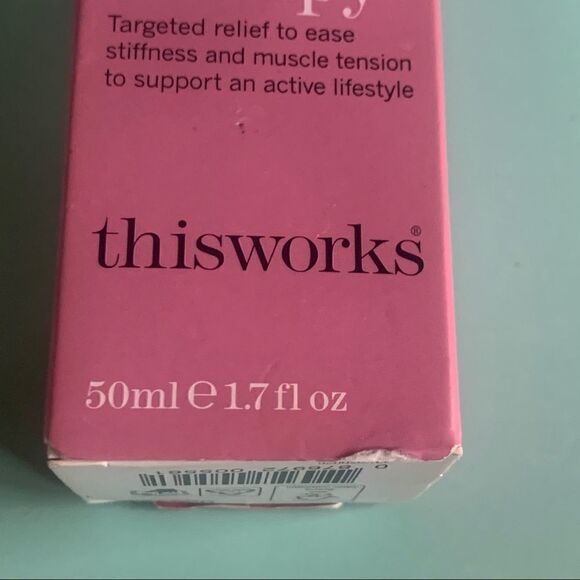 Targeted relief to ease
stiffness and muscle tension
to support an active lifestyle
thisworks®
50ml ℮ 1.7 fl oz